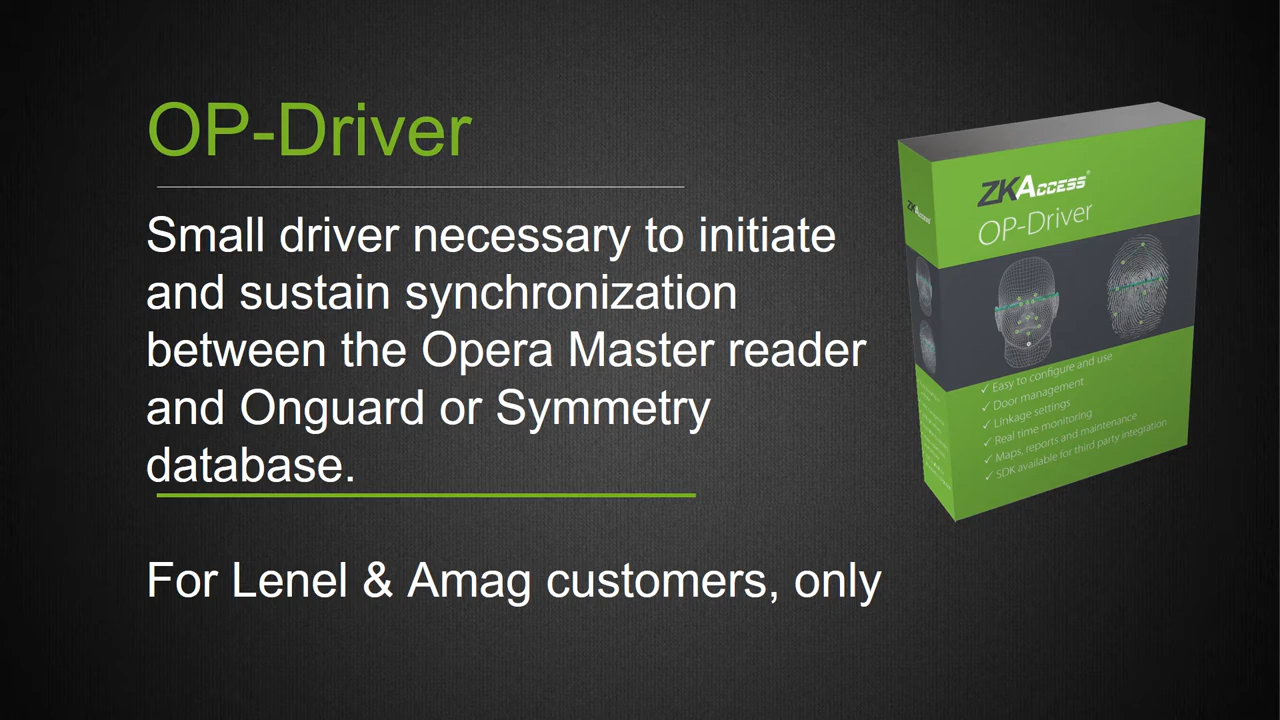 OP-Driver
Small driver necessary to initiate
and sustain synchronization
between the Opera Master reader
and Onguard or Symmetry
database.
For Lenel & Amag customers, only
ZKAccess®
OP-Driver
✓ Easy to configure and use
✓ Door management
✓ Linkage settings
✓ Real time monitoring
✓ Maps, reports and maintenance
✓ SDK available for third party integration
ZKAccess